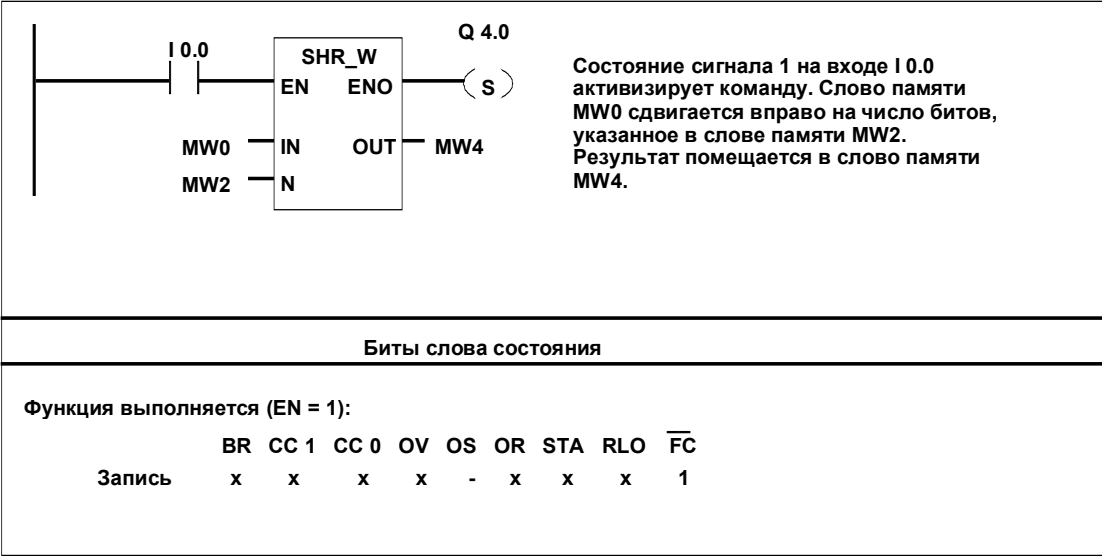 I 0.0
Q 4.0
SHR_W
EN ENO
S
MW0 IN OUT MW4
MW2 N
Состояние сигнала 1 на входе I 0.0
активизирует команду. Слово памяти
MW0 сдвигается вправо на число битов,
указанное в слове памяти MW2.
Результат помещается в слово памяти
MW4.
Биты слова состояния
Функция выполняется (EN = 1):
BR CC 1 CC 0 OV OS OR STA RLO F̅C̅
Запись x x x x - x x x 1